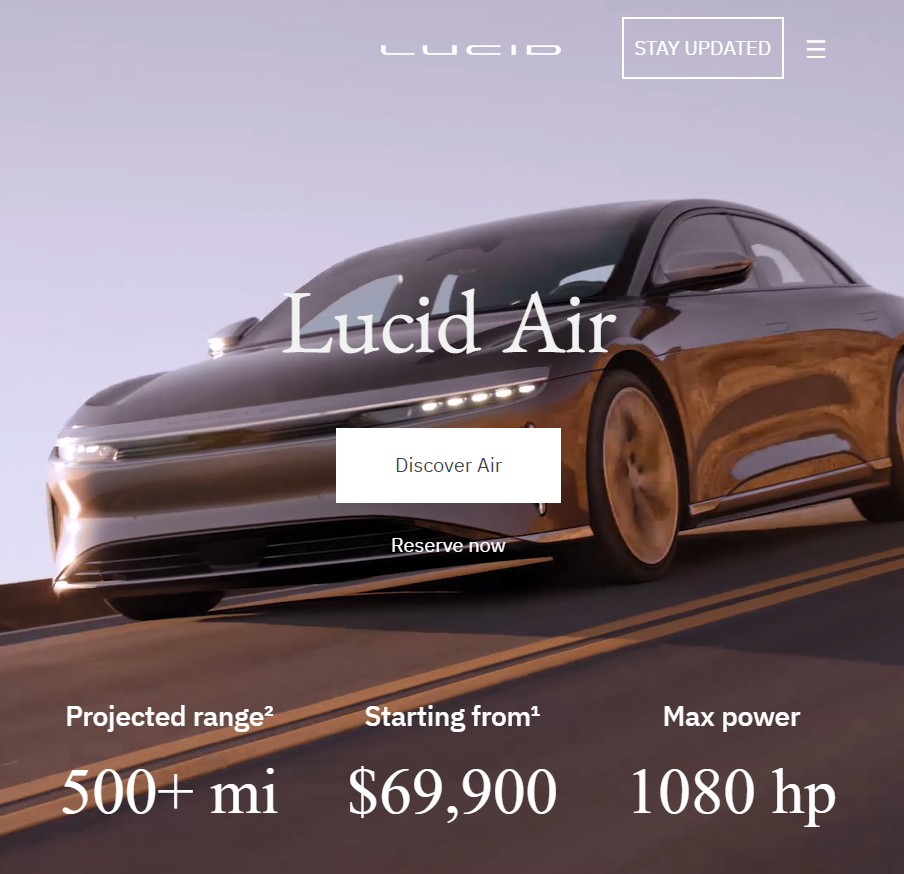 LUCID
STAY UPDATED
Lucid Air
Discover Air
Reserve now
Projected range²
Starting from¹
Max power
500+ mi
$69,900
1080 hp